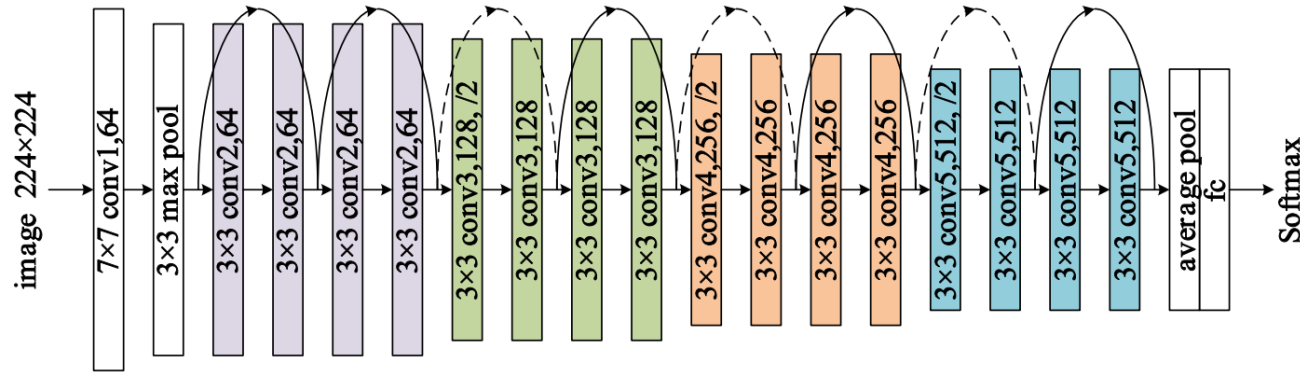 image 224×224
7×7 conv1,64
3×3 max pool
3×3 conv2,64
3×3 conv2,64
3×3 conv2,64
3×3 conv2,64
3×3 conv3,128, /2
3×3 conv3,128
3×3 conv3,128
3×3 conv3,128
3×3 conv4,256, /2
3×3 conv4,256
3×3 conv4,256
3×3 conv4,256
3×3 conv5,512, /2
3×3 conv5,512
3×3 conv5,512
3×3 conv5,512
average pool
fc
Softmax